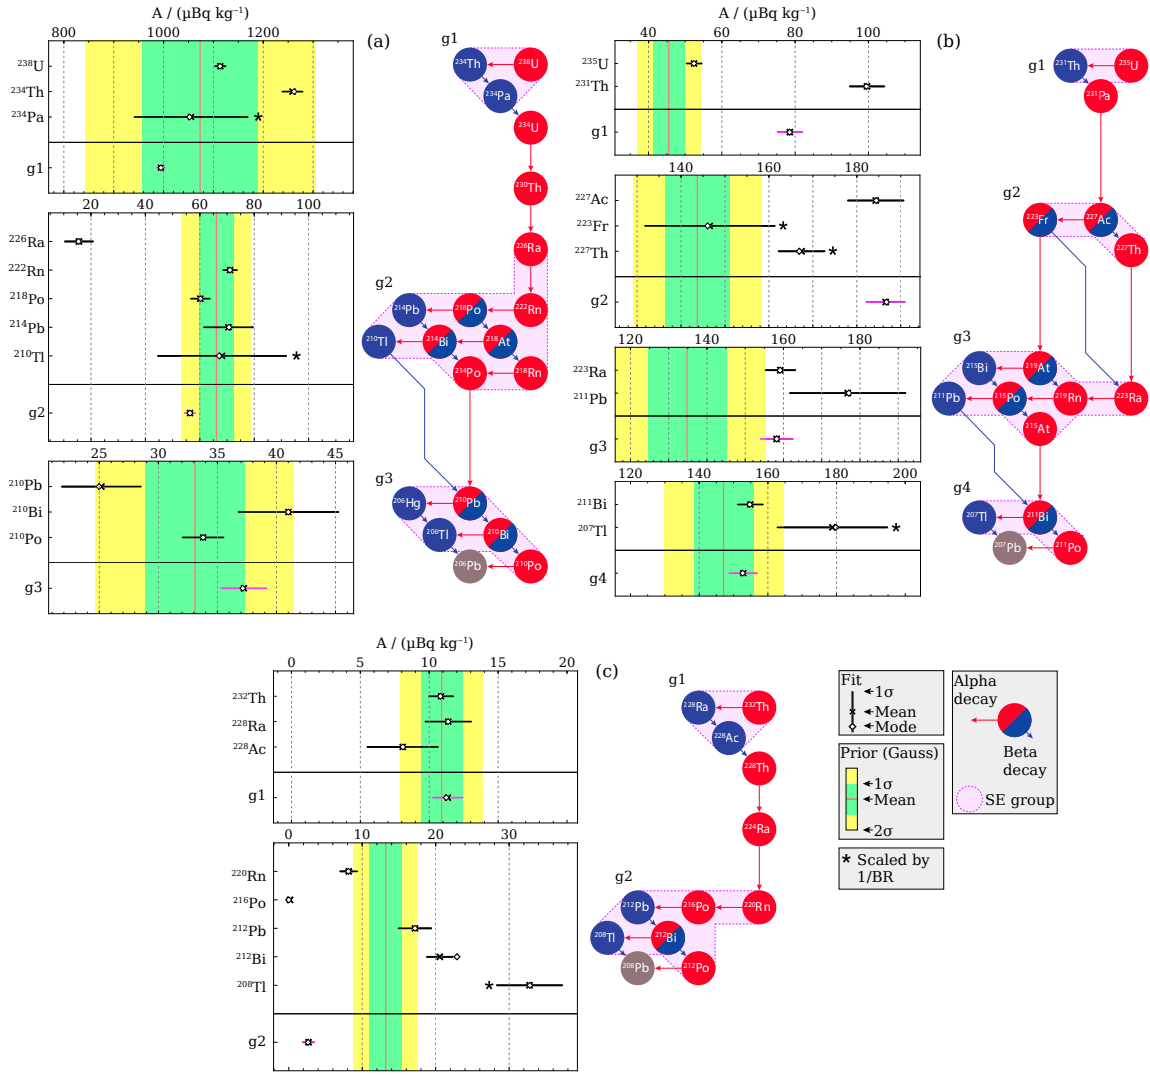 A / (µBq kg⁻¹)
800 1000 1200
²³⁸U
²³⁴Th
²³⁴Pa *
g1
20 40 60 80 100
²²⁶Ra
²²²Rn
²¹⁸Po
²¹⁴Pb
²¹⁰Tl *
g2
25 30 35 40 45
²¹⁰Pb
²¹⁰Bi
²¹⁰Po
g3
(a)
g1
²³⁴Th ²³⁸U
²³⁴Pa
²³⁴U
²³⁰Th
²²⁶Ra
g2
²¹⁴Pb ²¹⁸Po ²²²Rn
²¹⁰Tl ²¹⁴Bi ²¹⁸At
²¹⁴Po ²¹⁸Rn
g3
²⁰⁶Hg ²¹⁰Pb
²⁰⁶Tl ²¹⁰Bi
²⁰⁶Pb ²¹⁰Po
A / (µBq kg⁻¹)
40 60 80 100
²³⁵U
²³¹Th
g1
140 160 180
²²⁷Ac
²²³Fr *
²²⁷Th *
g2
120 140 160 180
²²³Ra
²¹¹Pb
g3
120 140 160 180 200
²¹¹Bi
²⁰⁷Tl *
g4
(b)
g1
²³¹Th ²³⁵U
²³¹Pa
g2
²²³Fr ²²⁷Ac
²²⁷Th
g3
²¹⁵Bi ²¹⁹At
²¹¹Pb ²¹⁵Po ²¹⁹Rn ²²³Ra
²¹⁵At
g4
²⁰⁷Tl ²¹¹Bi
²⁰⁷Pb ²¹¹Po
A / (µBq kg⁻¹)
0 5 10 15 20
²³²Th
²²⁸Ra
²²⁸Ac
g1
0 10 20 30
²²⁰Rn
²¹⁶Po
²¹²Pb
²¹²Bi
²⁰⁸Tl *
g2
(c)
g1
²²⁸Ra ²³²Th
²²⁸Ac
²²⁸Th
²²⁴Ra
g2
²¹²Pb ²¹⁶Po ²²⁰Rn
²⁰⁸Tl ²¹²Bi
²⁰⁸Pb ²¹²Po
Fit
1σ
Mean
Mode
Prior (Gauss)
1σ
Mean
2σ
* Scaled by
1/BR
Alpha
decay
Beta
decay
SE group